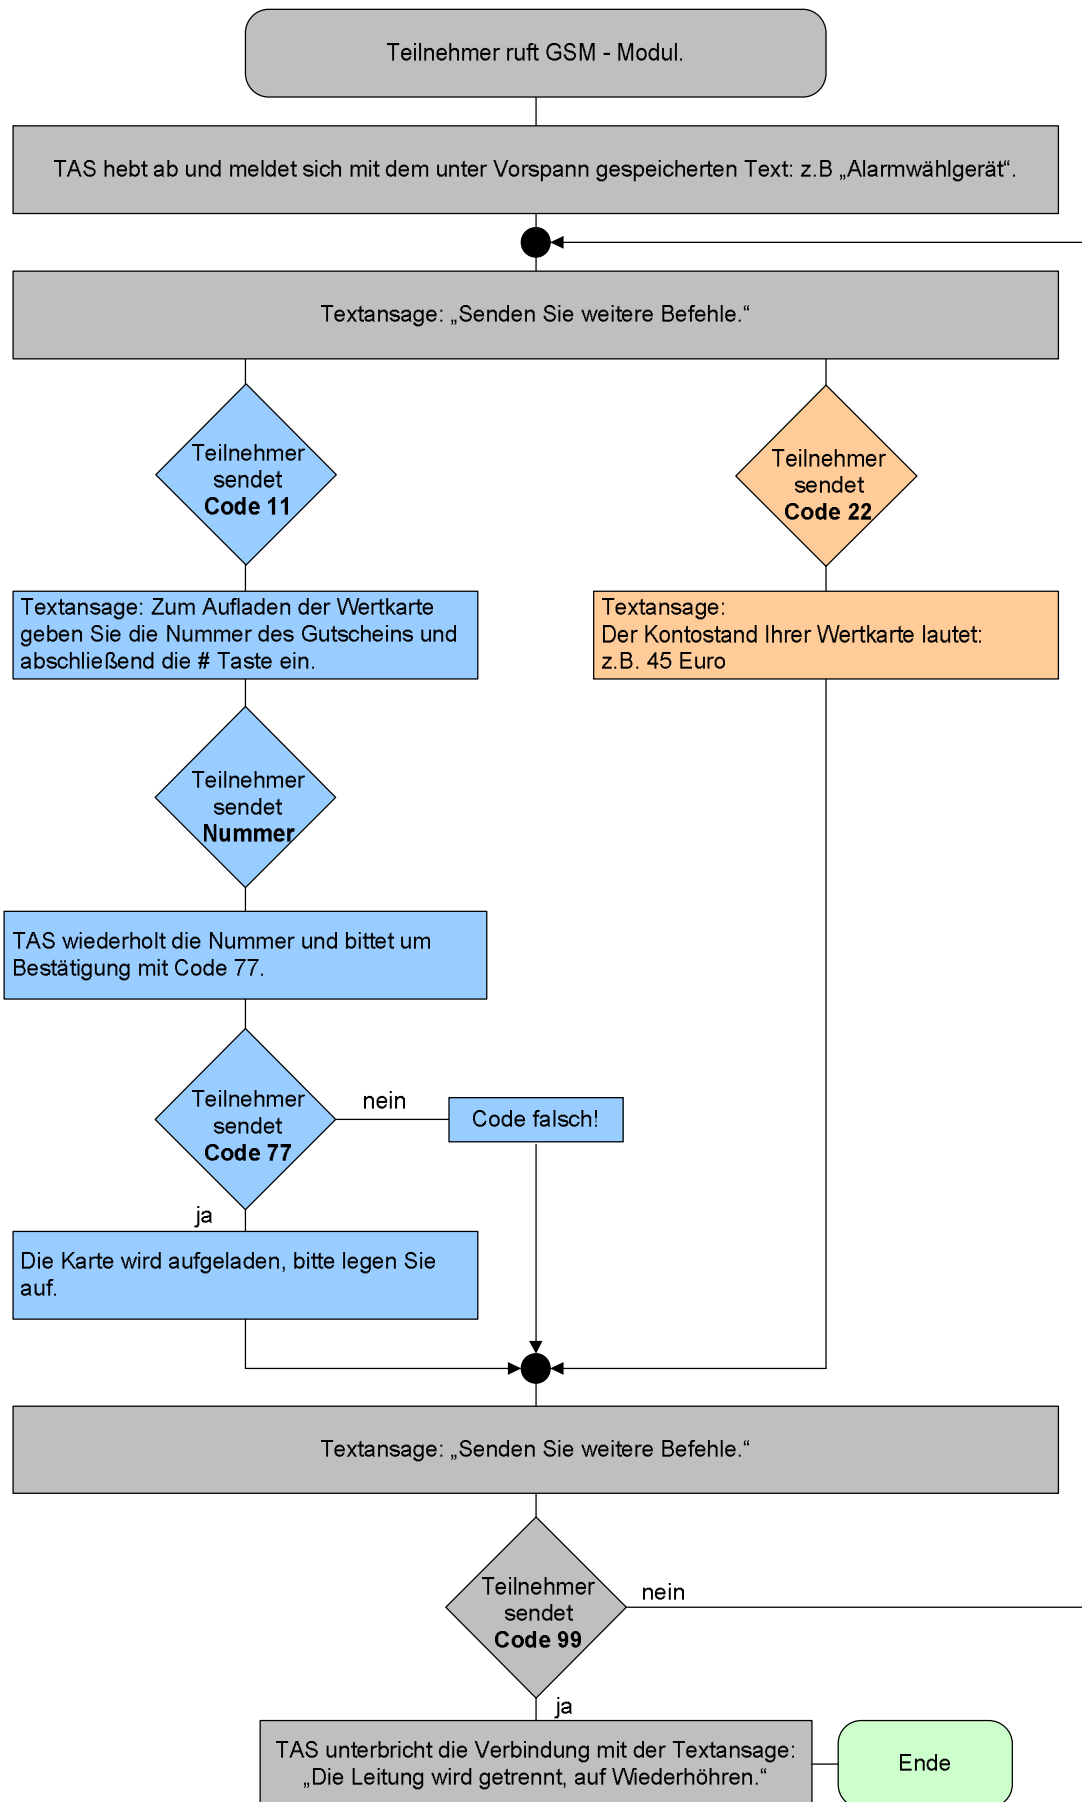 Teilnehmer ruft GSM - Modul.
TAS hebt ab und meldet sich mit dem unter Vorspann gespeicherten Text: z.B „Alarmwählgerät“.
Textansage: „Senden Sie weitere Befehle.“
Teilnehmer
sendet
Code 11
Teilnehmer
sendet
Code 22
Textansage: Zum Aufladen der Wertkarte
geben Sie die Nummer des Gutscheins und
abschließend die # Taste ein.
Textansage:
Der Kontostand Ihrer Wertkarte lautet:
z.B. 45 Euro
Teilnehmer
sendet
Nummer
TAS wiederholt die Nummer und bittet um
Bestätigung mit Code 77.
Teilnehmer
sendet
Code 77
nein
Code falsch!
ja
Die Karte wird aufgeladen, bitte legen Sie
auf.
Textansage: „Senden Sie weitere Befehle.“
Teilnehmer
sendet
Code 99
nein
ja
TAS unterbricht die Verbindung mit der Textansage:
„Die Leitung wird getrennt, auf Wiederhöhren.“
Ende